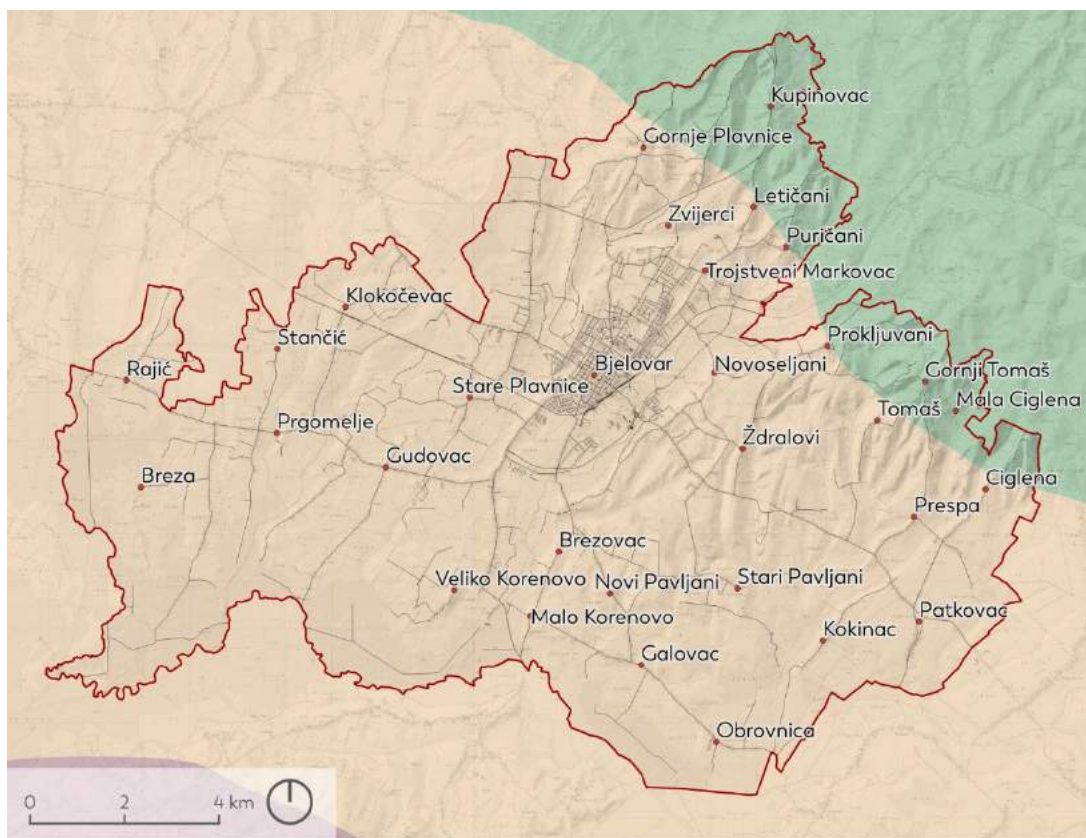 Kupinovac
Gornje Plavnice
Letičani
Zvijerci
Puričani
Trojstveni Markovac
Klokočevac
Stančić
Prokljuvani
Rajič
Bjelovar
Novoseljani
Gornji Tomaš
Stare Plavnice
Mala Ciglena
Tomaš
Prgomelje
Ždralovi
Gudovac
Breza
Ciglena
Prespa
Brezovac
Veliko Korenovo
Novi Pavljani
Stari Pavljani
Malo Korenovo
Patkovac
Kokinac
Galovac
Obrovnica
0 2 4 km